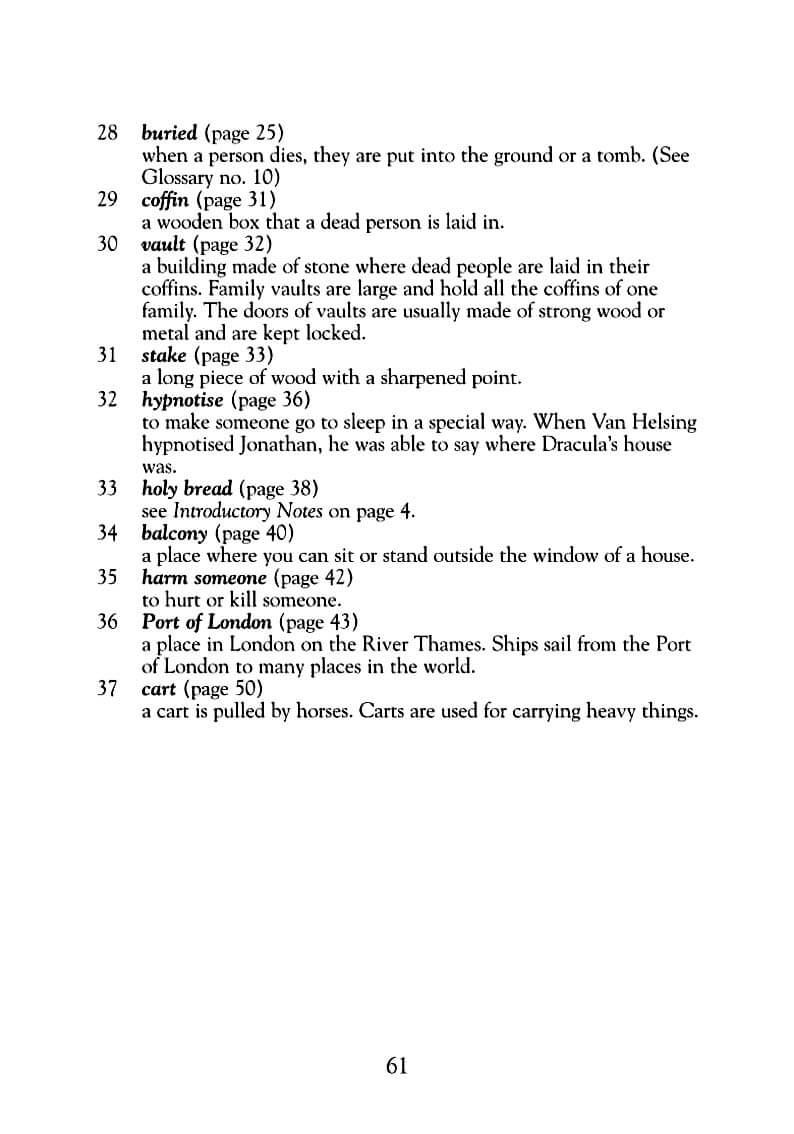 28 buried (page 25)
when a person dies, they are put into the ground or a tomb. (See
Glossary no. 10)
29 coffin (page 31)
a wooden box that a dead person is laid in.
30 vault (page 32)
a building made of stone where dead people are laid in their
coffins. Family vaults are large and hold all the coffins of one
family. The doors of vaults are usually made of strong wood or
metal and are kept locked.
31 stake (page 33)
a long piece of wood with a sharpened point.
32 hypnotise (page 36)
to make someone go to sleep in a special way. When Van Helsing
hypnotised Jonathan, he was able to say where Dracula's house
was.
33 holy bread (page 38)
see Introductory Notes on page 4.
34 balcony (page 40)
a place where you can sit or stand outside the window of a house.
35 harm someone (page 42)
to hurt or kill someone.
36 Port of London (page 43)
a place in London on the River Thames. Ships sail from the Port
of London to many places in the world.
37 cart (page 50)
a cart is pulled by horses. Carts are used for carrying heavy things.
61